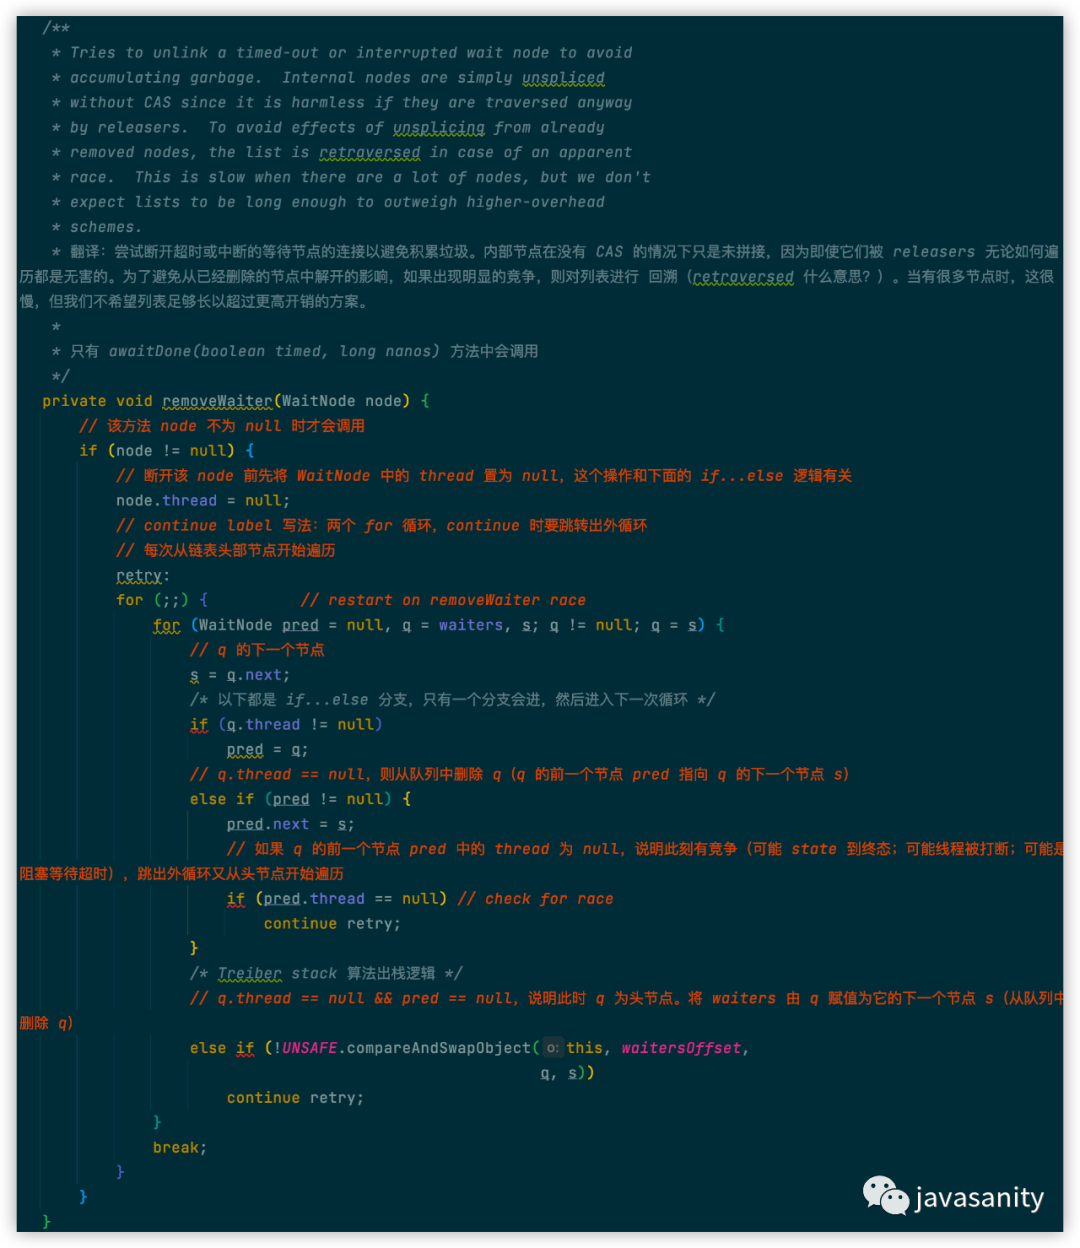 /**
* Tries to unlink a timed-out or interrupted wait node to avoid
* accumulating garbage.  Internal nodes are simply unspliced
* without CAS since it is harmless if they are traversed anyway
* by releasers.  To avoid effects of unsplicing from already
* removed nodes, the list is retraversed in case of an apparent
* race.  This is slow when there are a lot of nodes, but we don't
* expect lists to be long enough to outweigh higher-overhead
* schemes.
* 翻译：尝试断开超时或中断的等待节点的连接以避免积累垃圾。内部节点在没有 CAS 的情况下只是未拼接，因为即使它们被 releasers 无论如何遍
历都是无害的。为了避免从已经删除的节点中解开的影响，如果出现明显的竞争，则对列表进行 回溯（retraversed 什么意思？）。当有很多节点时，这很
慢，但我们不希望列表足够长以超过更高开销的方案。
*
* 只有 awaitDone(boolean timed, long nanos) 方法中会调用
*/
private void removeWaiter(WaitNode node) {
// 该方法 node 不为 null 时才会调用
if (node != null) {
// 断开该 node 前先将 WaitNode 中的 thread 置为 null，这个操作和下面的 if...else 逻辑有关
node.thread = null;
// continue label 写法：两个 for 循环，continue 时要跳转出外循环
// 每次从链表头部节点开始遍历
retry:
for (;;) {          // restart on removeWaiter race
for (WaitNode pred = null, q = waiters, s; q != null; q = s) {
// q 的下一个节点
s = q.next;
/* 以下都是 if...else 分支，只有一个分支会进，然后进入下一次循环 */
if (q.thread != null)
pred = q;
// q.thread == null，则从队列中删除 q（q 的前一个节点 pred 指向 q 的下一个节点 s）
else if (pred != null) {
pred.next = s;
// 如果 q 的前一个节点 pred 中的 thread 为 null，说明此刻有竞争（可能 state 到终态；可能线程被打断；可能是
阻塞等待超时），跳出外循环又从头节点开始遍历
if (pred.thread == null) // check for race
continue retry;
}
/* Treiber stack 算法出栈逻辑 */
// q.thread == null && pred == null，说明此时 q 为头节点。将 waiters 由 q 赋值为它的下一个节点 s（从队列中
删除 q）
else if (!UNSAFE.compareAndSwapObject( o: this, waitersOffset,
q, s))
continue retry;
}
break;
}
}
}
javasanity